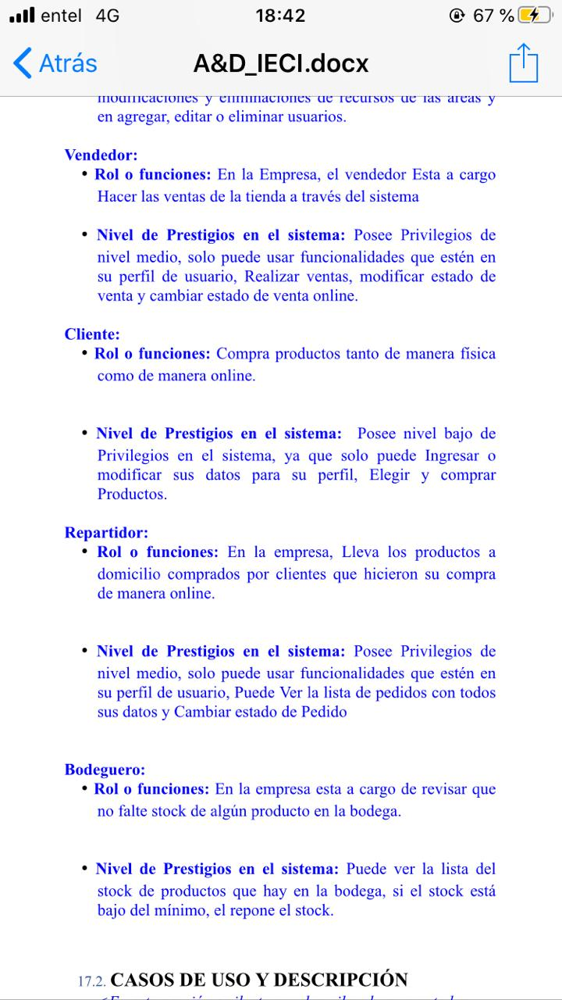 entel 4G 18:42 67 %
Atrás A&D_IECI.docx
modificaciones y eliminaciones de recursos de las áreas y
en agregar, editar o eliminar usuarios.
Vendedor:
• Rol o funciones: En la Empresa, el vendedor Esta a cargo
Hacer las ventas de la tienda a través del sistema
• Nivel de Prestigios en el sistema: Posee Privilegios de
nivel medio, solo puede usar funcionalidades que estén en
su perfil de usuario, Realizar ventas, modificar estado de
venta y cambiar estado de venta online.
Cliente:
• Rol o funciones: Compra productos tanto de manera física
como de manera online.
• Nivel de Prestigios en el sistema: Posee nivel bajo de
Privilegios en el sistema, ya que solo puede Ingresar o
modificar sus datos para su perfil, Elegir y comprar
Productos.
Repartidor:
• Rol o funciones: En la empresa, Lleva los productos a
domicilio comprados por clientes que hicieron su compra
de manera online.
• Nivel de Prestigios en el sistema: Posee Privilegios de
nivel medio, solo puede usar funcionalidades que estén en
su perfil de usuario, Puede Ver la lista de pedidos con todos
sus datos y Cambiar estado de Pedido
Bodeguero:
• Rol o funciones: En la empresa esta a cargo de revisar que
no falte stock de algún producto en la bodega.
• Nivel de Prestigios en el sistema: Puede ver la lista del
stock de productos que hay en la bodega, si el stock está
bajo del mínimo, el repone el stock.
17.2. CASOS DE USO Y DESCRIPCIÓN